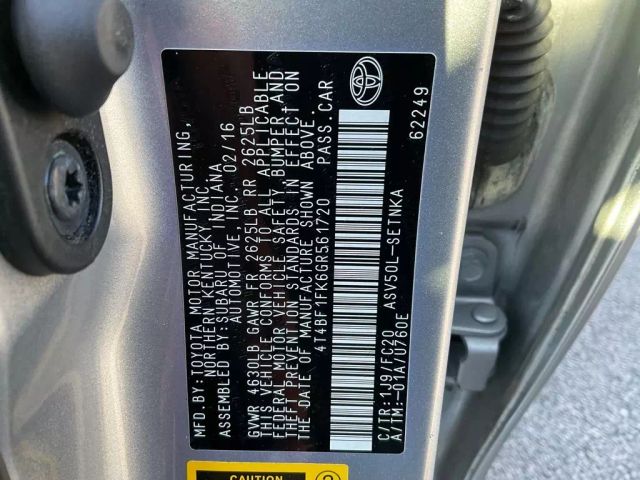 MFD. BY: TOYOTA MOTOR MANUFACTURING,
NORTHERN KENTUCKY, INC.
ASSEMBLED BY: SUBARU OF INDIANA
AUTOMOTIVE, INC. 02/16
GVWR 4630LB GAWR FR 2625LB RR 2625LB
THIS VEHICLE CONFORMS TO ALL APPLICABLE
FEDERAL MOTOR VEHICLE SAFETY, BUMPER, AND
THEFT PREVENTION STANDARDS IN EFFECT ON
THE DATE OF MANUFACTURE SHOWN ABOVE.
4T4BF1FK6GR561720 PASS. CAR
C/TR: 1J9/FC20 ASV50L-SETNKA
A/TM: -01A/U760E 62249
CAUTION